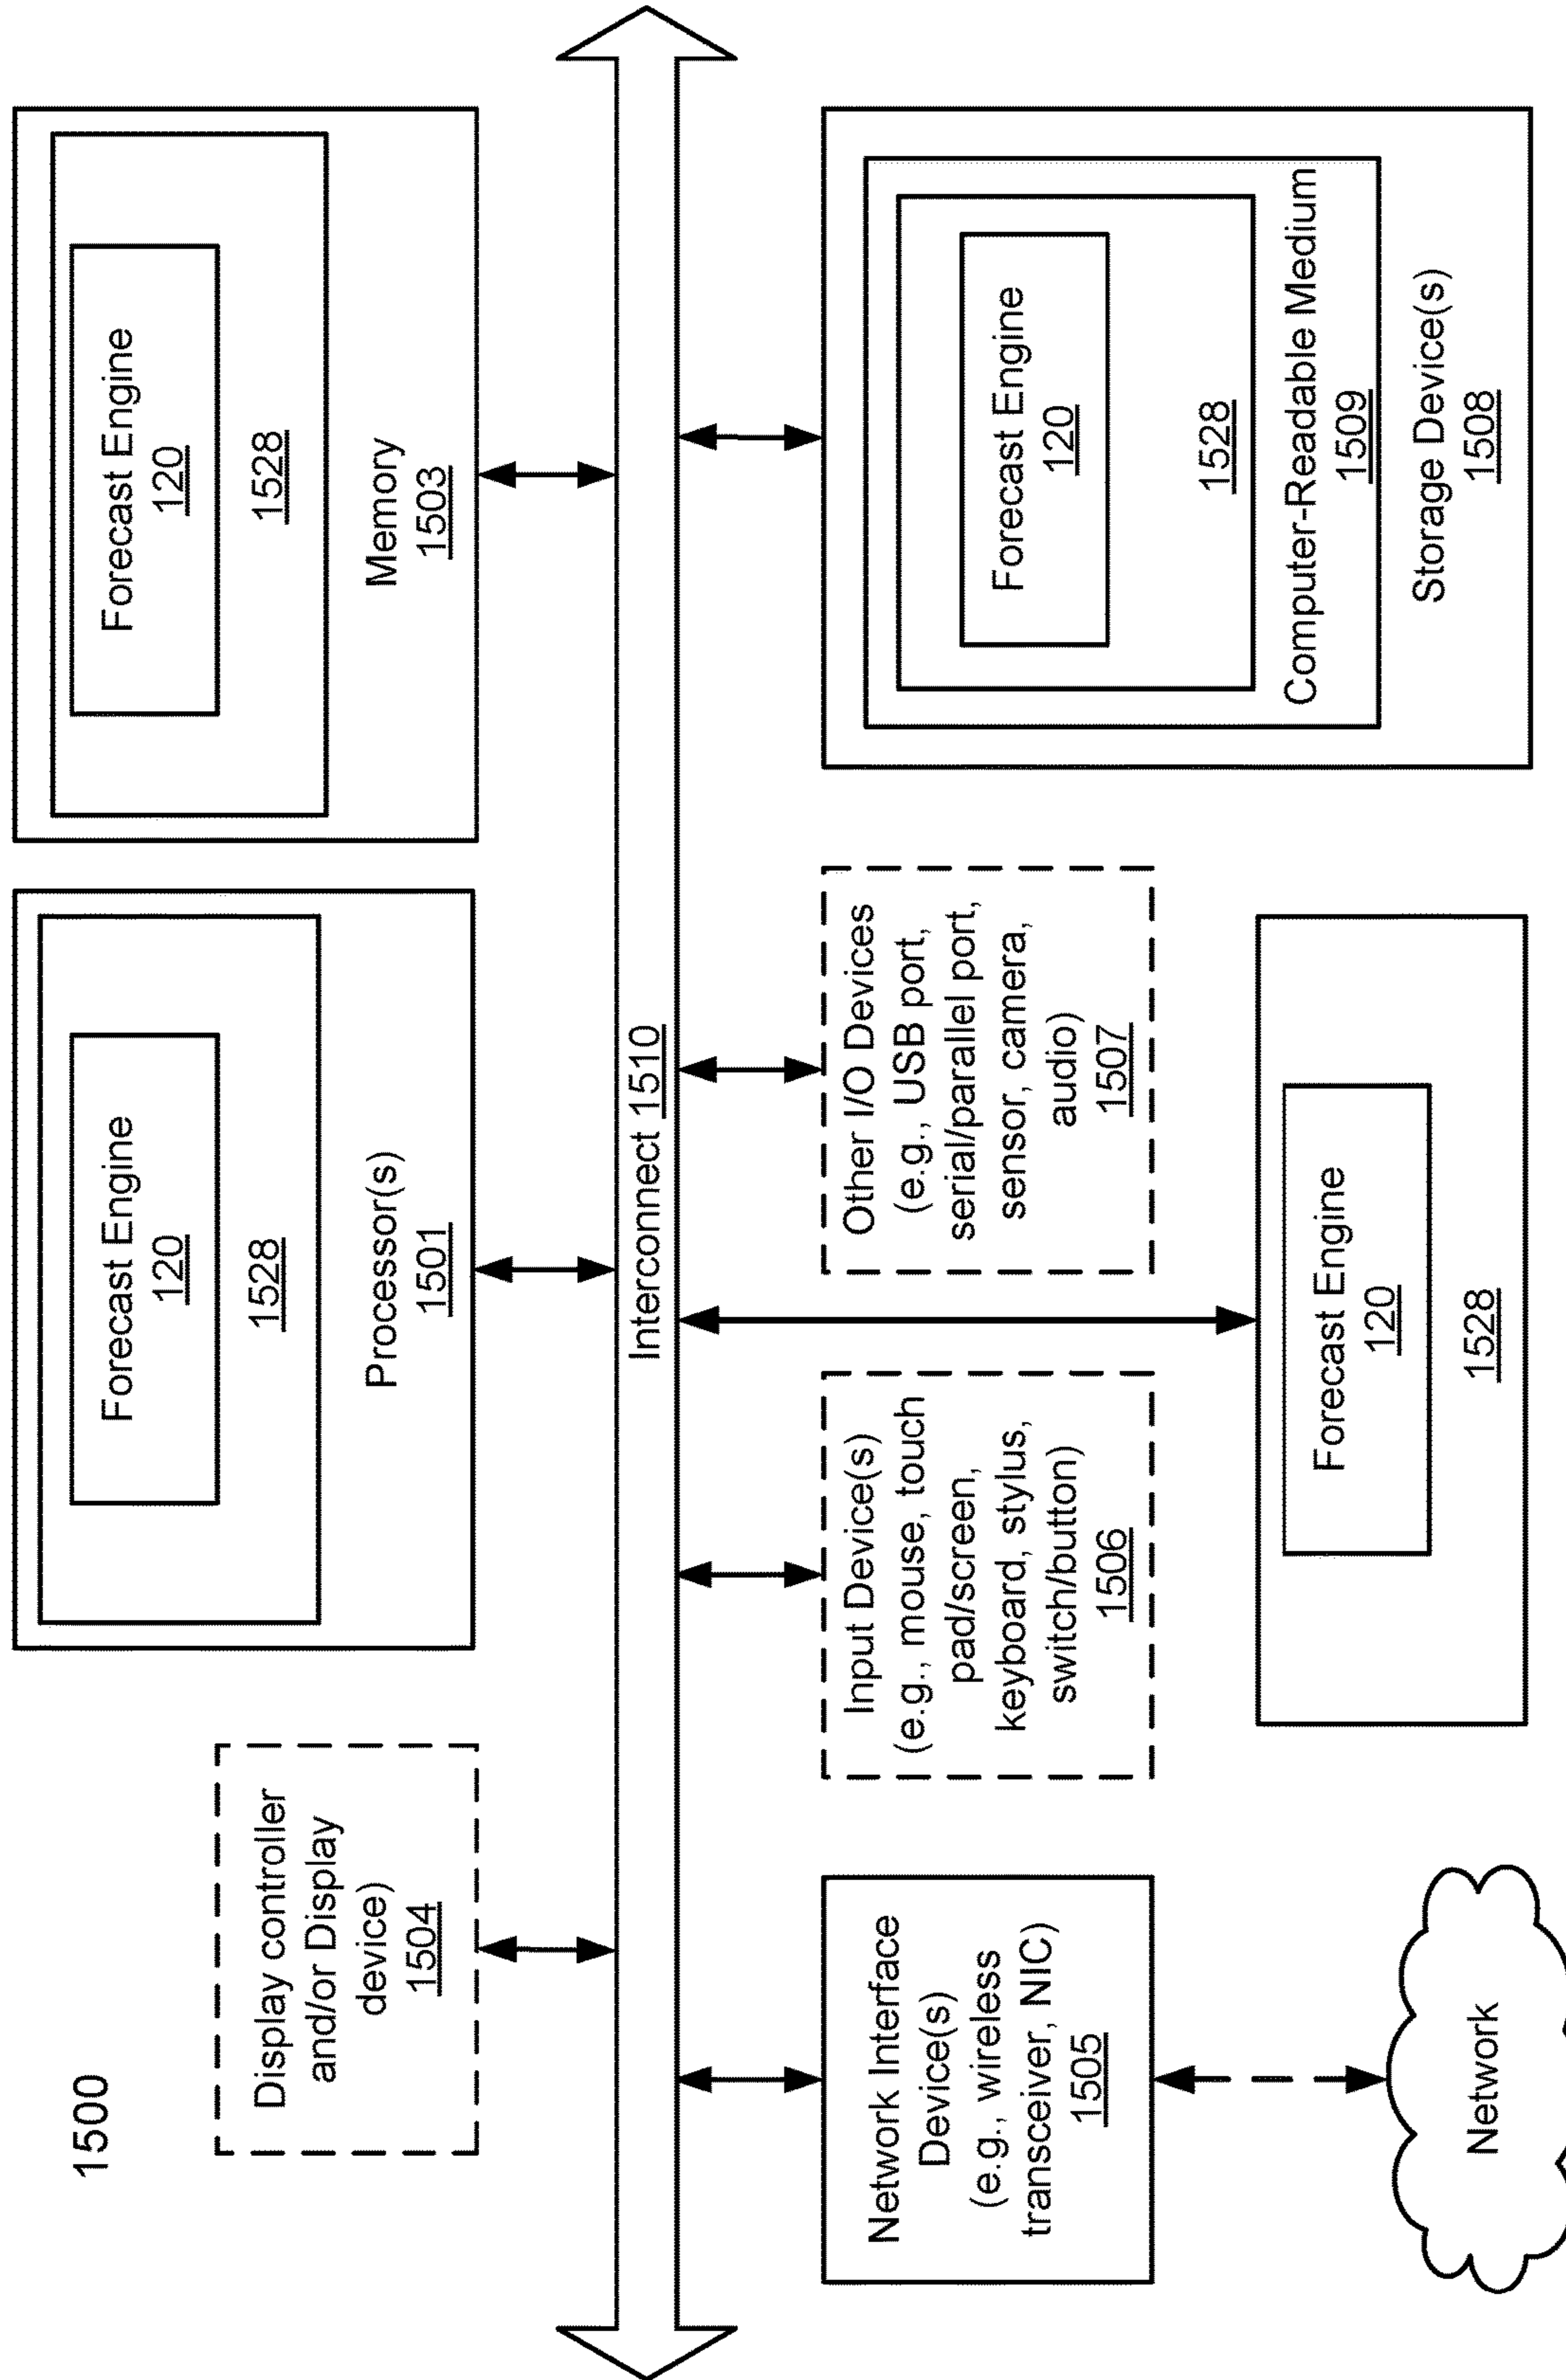 1500
Display controller
and/or Display
device)
1504
Forecast Engine
120
1528
Processor(s)
1501
Forecast Engine
120
1528
Memory
1503
Interconnect 1510
Network Interface
Device(s)
(e.g., wireless
transceiver, NIC)
1505
Input Device(s)
(e.g., mouse, touch
pad/screen,
keyboard, stylus,
switch/button)
1506
Other I/O Devices
(e.g., USB port,
serial/parallel port,
sensor, camera,
audio)
1507
Forecast Engine
120
1528
Computer-Readable Medium
1509
Storage Device(s)
1508
Network
Forecast Engine
120
1528